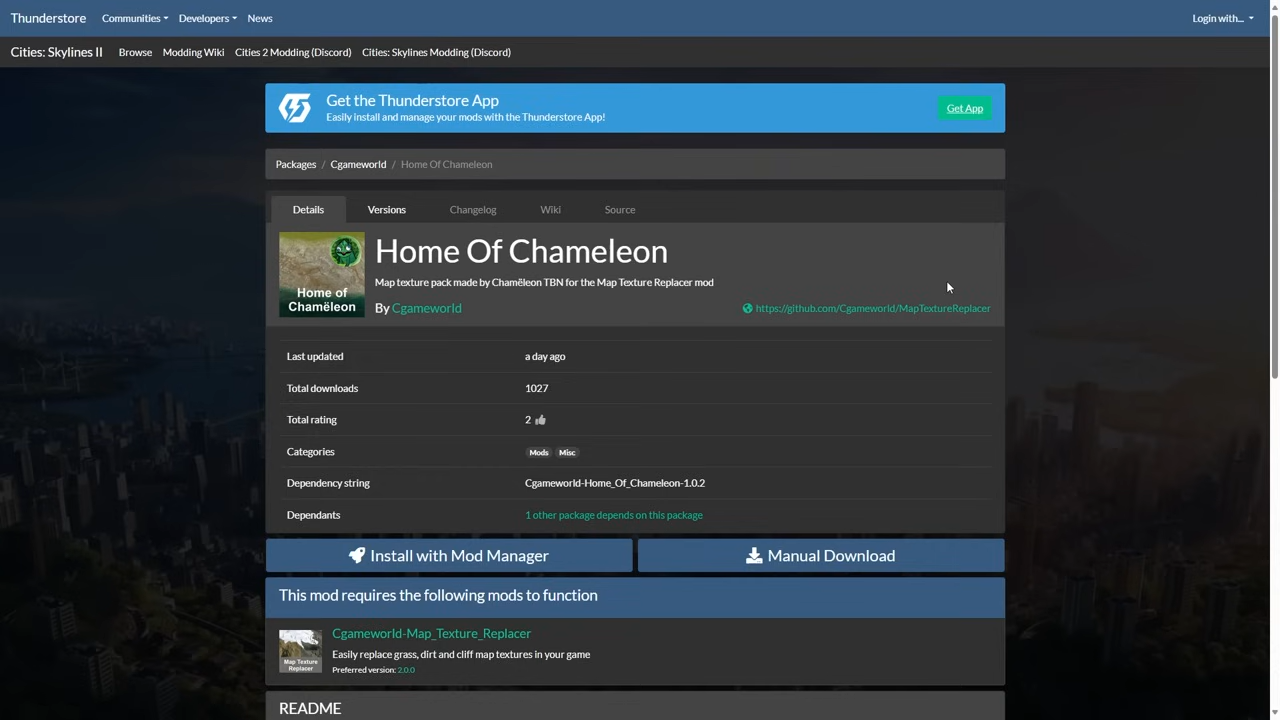 Thunderstore Communities Developers News Login with...
Cities: Skylines II Browse Modding Wiki Cities 2 Modding (Discord) Cities: Skylines Modding (Discord)
Get the Thunderstore App
Easily install and manage your mods with the Thunderstore App!
Get App
Packages / Cgameworld / Home Of Chameleon
Details Versions Changelog Wiki Source
Home of
Chamëleon
Home Of Chameleon
Map texture pack made by Chamëleon TBN for the Map Texture Replacer mod
By Cgameworld
https://github.com/Cgameworld/MapTextureReplacer
Last updated a day ago
Total downloads 1027
Total rating 2
Categories Mods Misc
Dependency string Cgameworld-Home_Of_Chameleon-1.0.2
Dependants 1 other package depends on this package
Install with Mod Manager Manual Download
This mod requires the following mods to function
Map Texture
Replacer
Cgameworld-Map_Texture_Replacer
Easily replace grass, dirt and cliff map textures in your game
Preferred version: 2.0.0
README